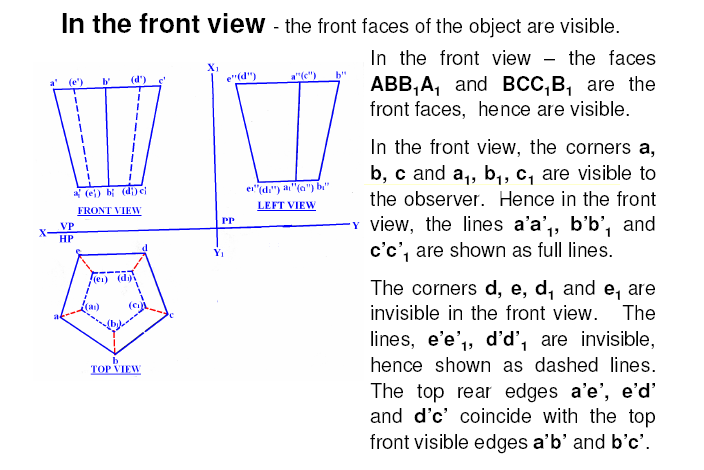 In the front view - the front faces of the object are visible.
a' (e') b' (d') c'
a₁' (e₁') b₁' (d₁') c₁'
FRONT VIEW
X₁
e"(d") a"(c") b"
e₁"(d₁") a₁"(c₁") b₁"
LEFT VIEW
PP
X
VP
HP
Y
Y₁
e
d
(e₁) (d₁)
a
(a₁) (c₁)
c
(b₁)
b
TOP VIEW
In the front view – the faces
ABB₁A₁ and BCC₁B₁ are the
front faces, hence are visible.
In the front view, the corners a,
b, c and a₁, b₁, c₁ are visible to
the observer. Hence in the front
view, the lines a’a’₁, b’b’₁ and
c’c’₁ are shown as full lines.
The corners d, e, d₁ and e₁ are
invisible in the front view. The
lines, e’e’₁, d’d’₁ are invisible,
hence shown as dashed lines.
The top rear edges a’e’, e’d’
and d’c’ coincide with the top
front visible edges a’b’ and b’c’.